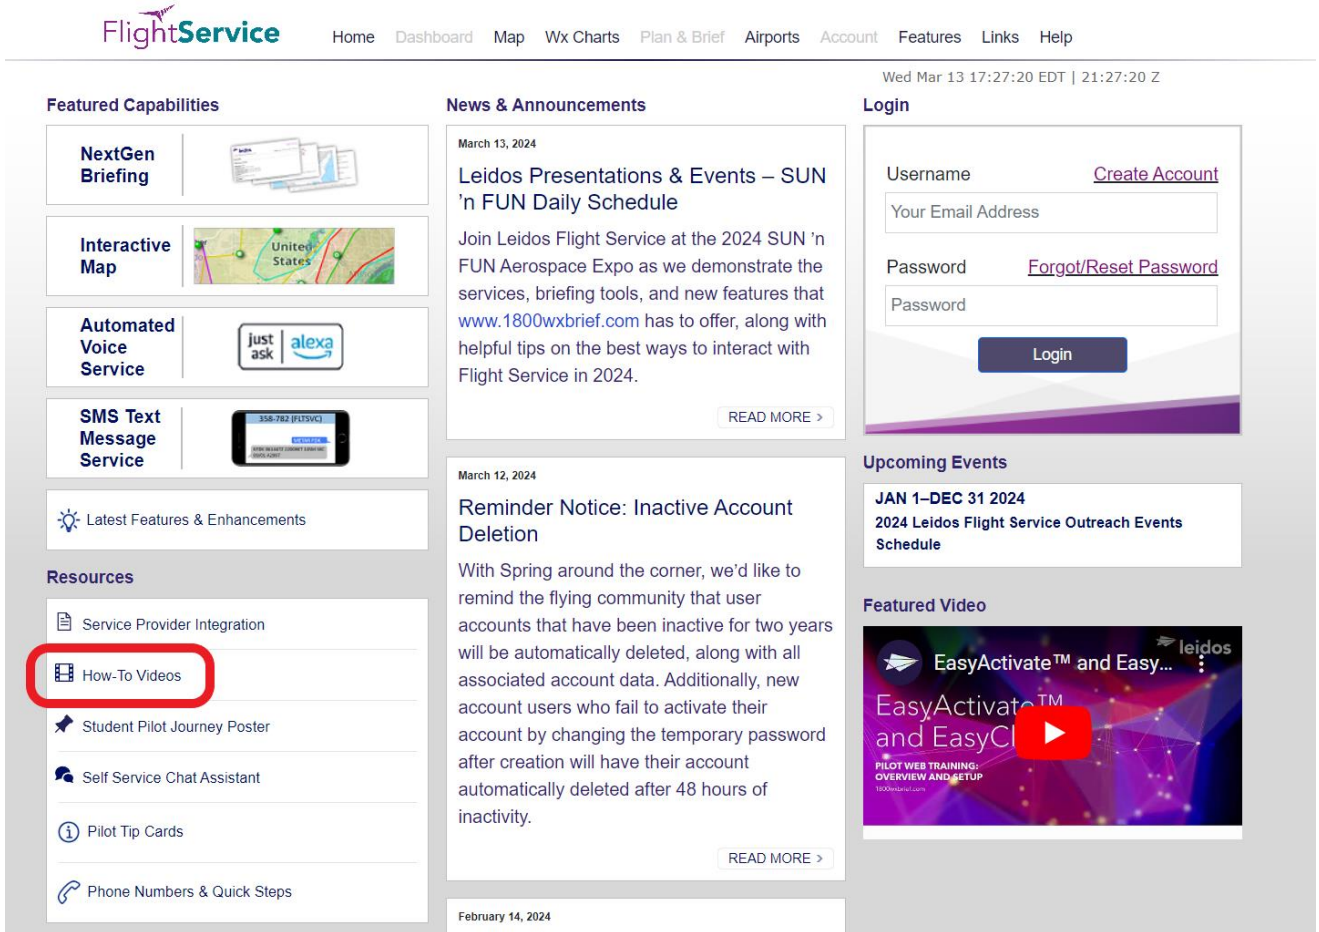 FlightService
Home Dashboard Map Wx Charts Plan & Brief Airports Account Features Links Help
Wed Mar 13 17:27:20 EDT | 21:27:20 Z
Featured Capabilities
NextGen
Briefing
Interactive
Map
United
States
Automated
Voice
Service
just
ask
alexa
SMS Text
Message
Service
358-782 (FLTSVC)
Latest Features & Enhancements
Resources
Service Provider Integration
How-To Videos
Student Pilot Journey Poster
Self Service Chat Assistant
Pilot Tip Cards
Phone Numbers & Quick Steps
News & Announcements
March 13, 2024
Leidos Presentations & Events – SUN
’n FUN Daily Schedule
Join Leidos Flight Service at the 2024 SUN ’n
FUN Aerospace Expo as we demonstrate the
services, briefing tools, and new features that
www.1800wxbrief.com has to offer, along with
helpful tips on the best ways to interact with
Flight Service in 2024.
READ MORE >
March 12, 2024
Reminder Notice: Inactive Account
Deletion
With Spring around the corner, we’d like to
remind the flying community that user
accounts that have been inactive for two years
will be automatically deleted, along with all
associated account data. Additionally, new
account users who fail to activate their
account by changing the temporary password
after creation will have their account
automatically deleted after 48 hours of
inactivity.
READ MORE >
February 14, 2024
Login
Username Create Account
Your Email Address
Password Forgot/Reset Password
Password
Login
Upcoming Events
JAN 1–DEC 31 2024
2024 Leidos Flight Service Outreach Events
Schedule
Featured Video
leidos
EasyActivate™ and Easy...
EasyActivate™
and EasyCl
PILOT WEB TRAINING:
OVERVIEW AND SETUP
1800wxbrief.com